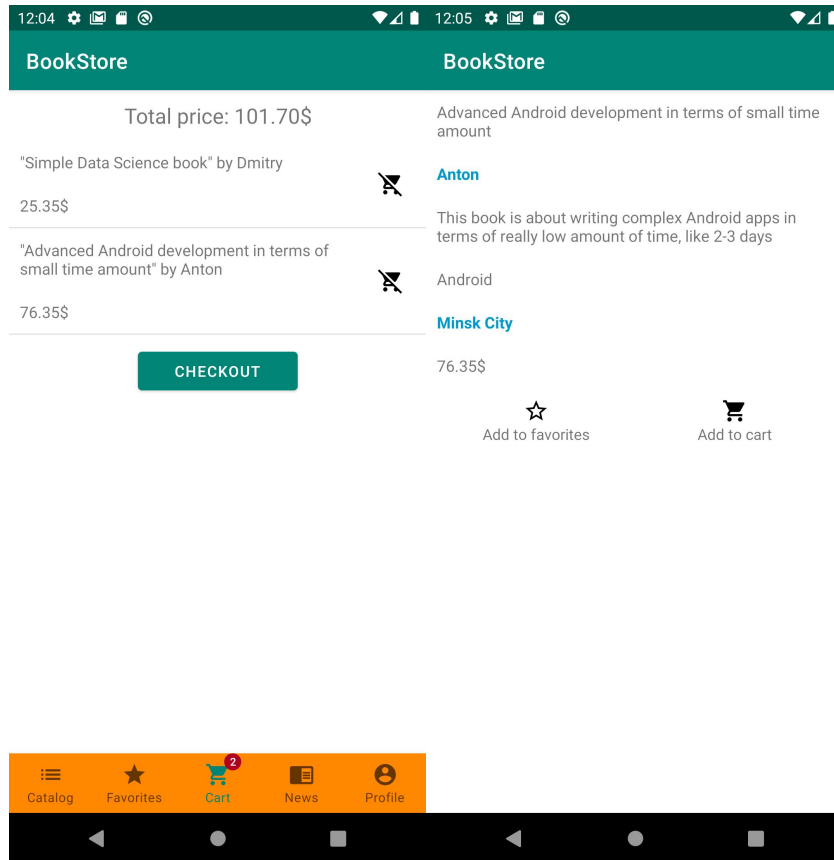 12:04
BookStore
Total price: 101.70$
"Simple Data Science book" by Dmitry
25.35$
"Advanced Android development in terms of
small time amount" by Anton
76.35$
CHECKOUT
2
Catalog
Favorites
Cart
News
Profile
12:05
BookStore
Advanced Android development in terms of small time
amount
Anton
This book is about writing complex Android apps in
terms of really low amount of time, like 2-3 days
Android
Minsk City
76.35$
Add to favorites
Add to cart